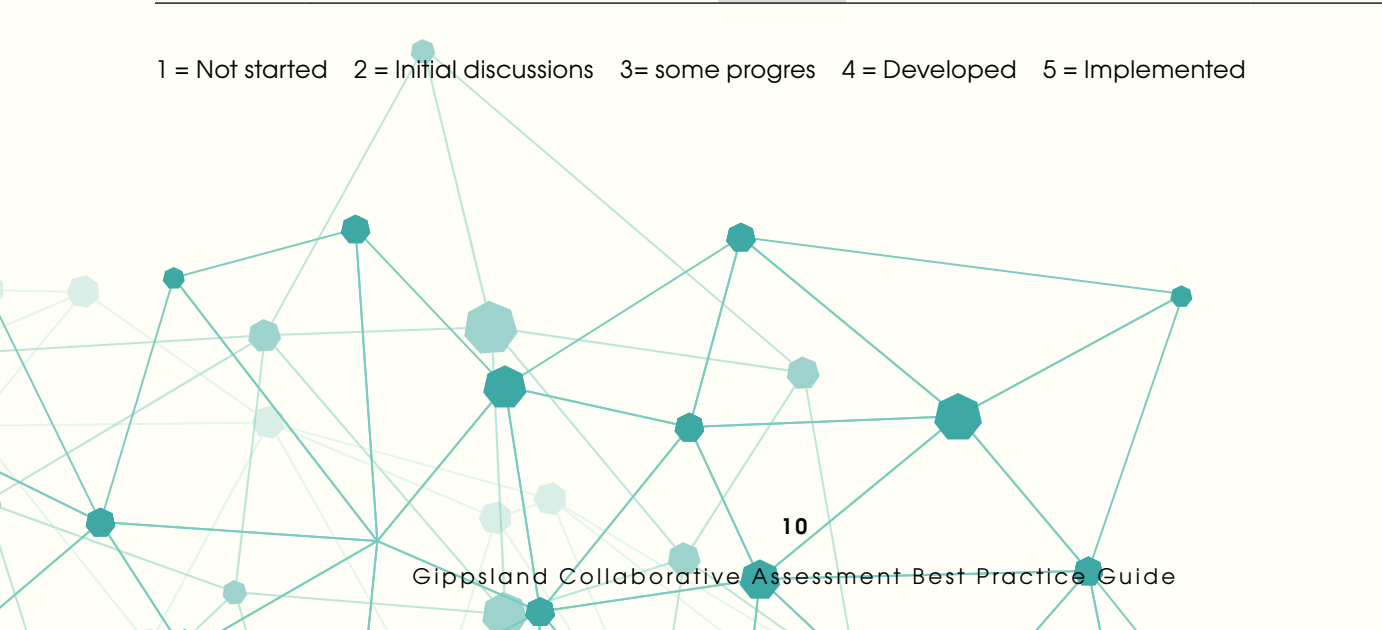 1 = Not started 2 = Initial discussions 3= some progres 4 = Developed 5 = Implemented
10
Gippsland Collaborative Assessment Best Practice Guide